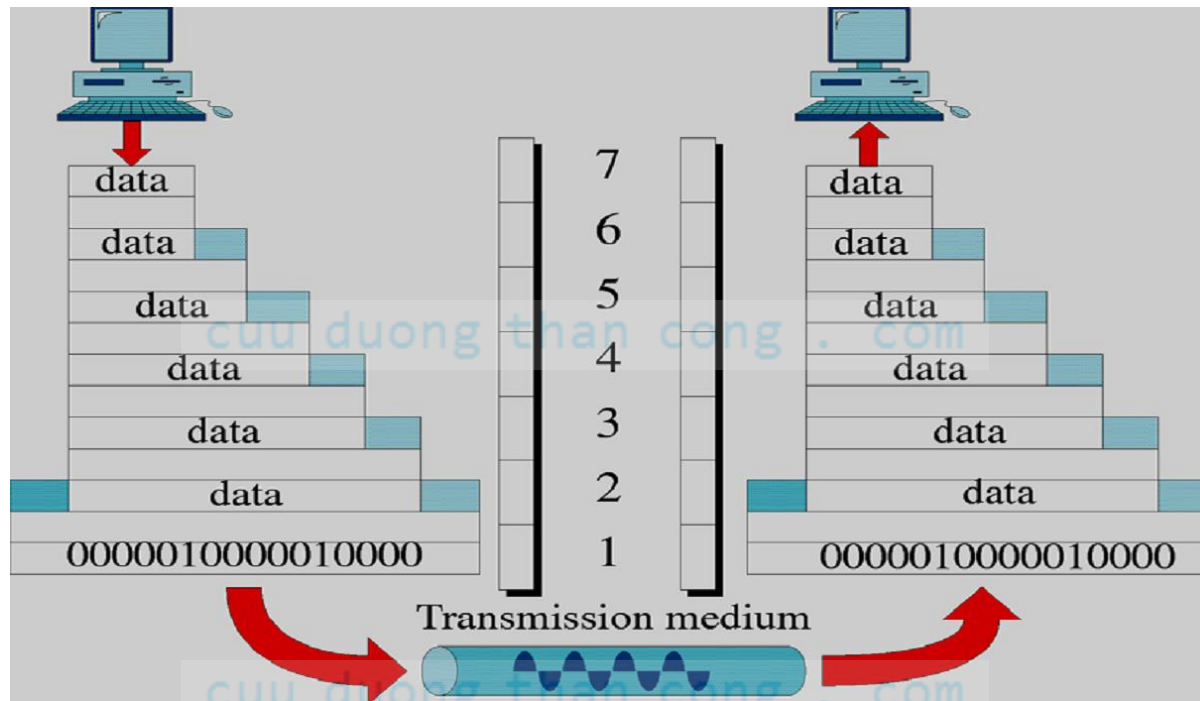 data
data
data
data
data
data
00000100000010000
7
6
5
4
3
2
1
data
data
data
data
data
data
00000100000010000
Transmission medium
cuu duong than cong . com
cuu duong than cong . com